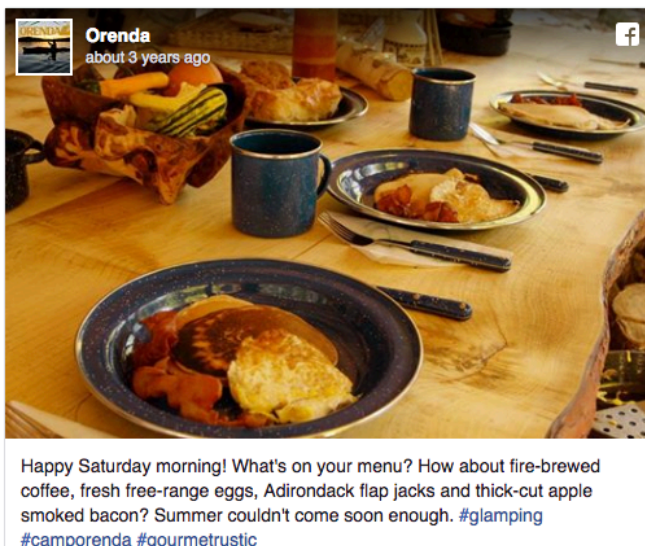 ORENDA
Orenda
about 3 years ago
Happy Saturday morning! What's on your menu? How about fire-brewed
coffee, fresh free-range eggs, Adirondack flap jacks and thick-cut apple
smoked bacon? Summer couldn't come soon enough. #glamping
#camporenda #gourmetrustic